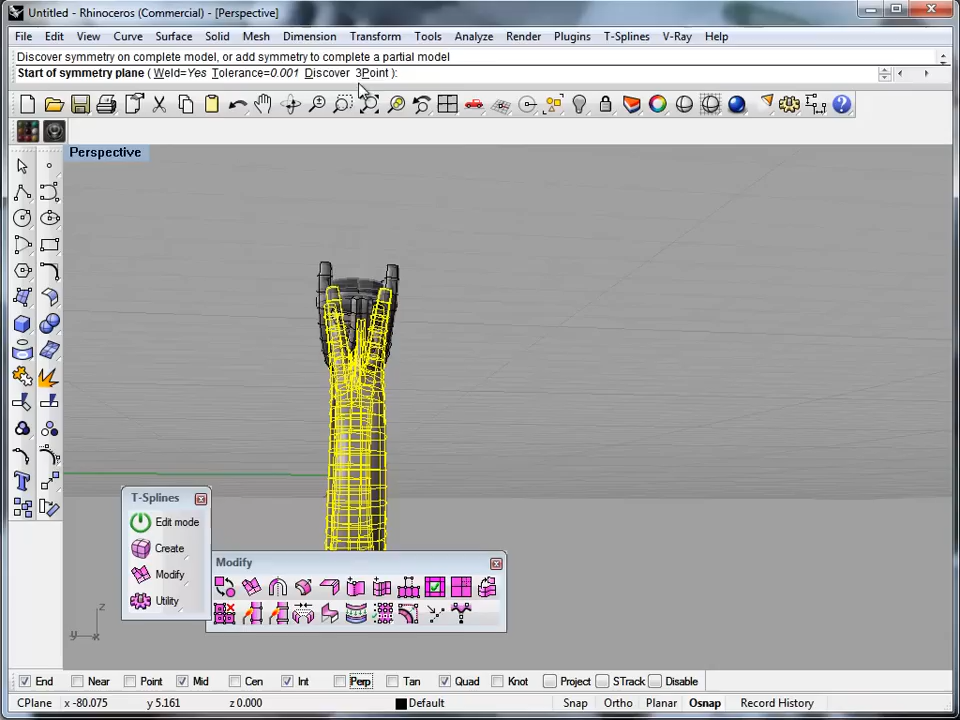 Untitled - Rhinoceros (Commercial) - [Perspective]
File Edit View Curve Surface Solid Mesh Dimension Transform Tools Analyze Render Plugins T-Splines V-Ray Help
Discover symmetry on complete model, or add symmetry to complete a partial model
Start of symmetry plane ( Weld=Yes Tolerance=0.001 Discover 3Point ):
Perspective
T-Splines
Edit mode
Create
Modify
Utility
Modify
z
y
x
End Near Point Mid Cen Int Perp Tan Quad Knot Project STrack Disable
CPlane x -80.075 y 5.161 z 0.000 Default Snap Ortho Planar Osnap Record History